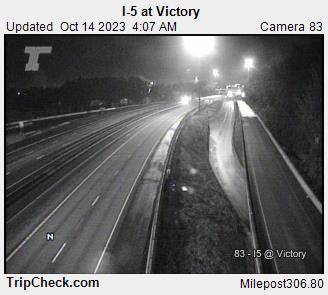 I-5 at Victory
Updated Oct 14 2023 4:07 AM Camera 83
T
N
83 - I5 @ Victory
TripCheck.com Milepost306.80